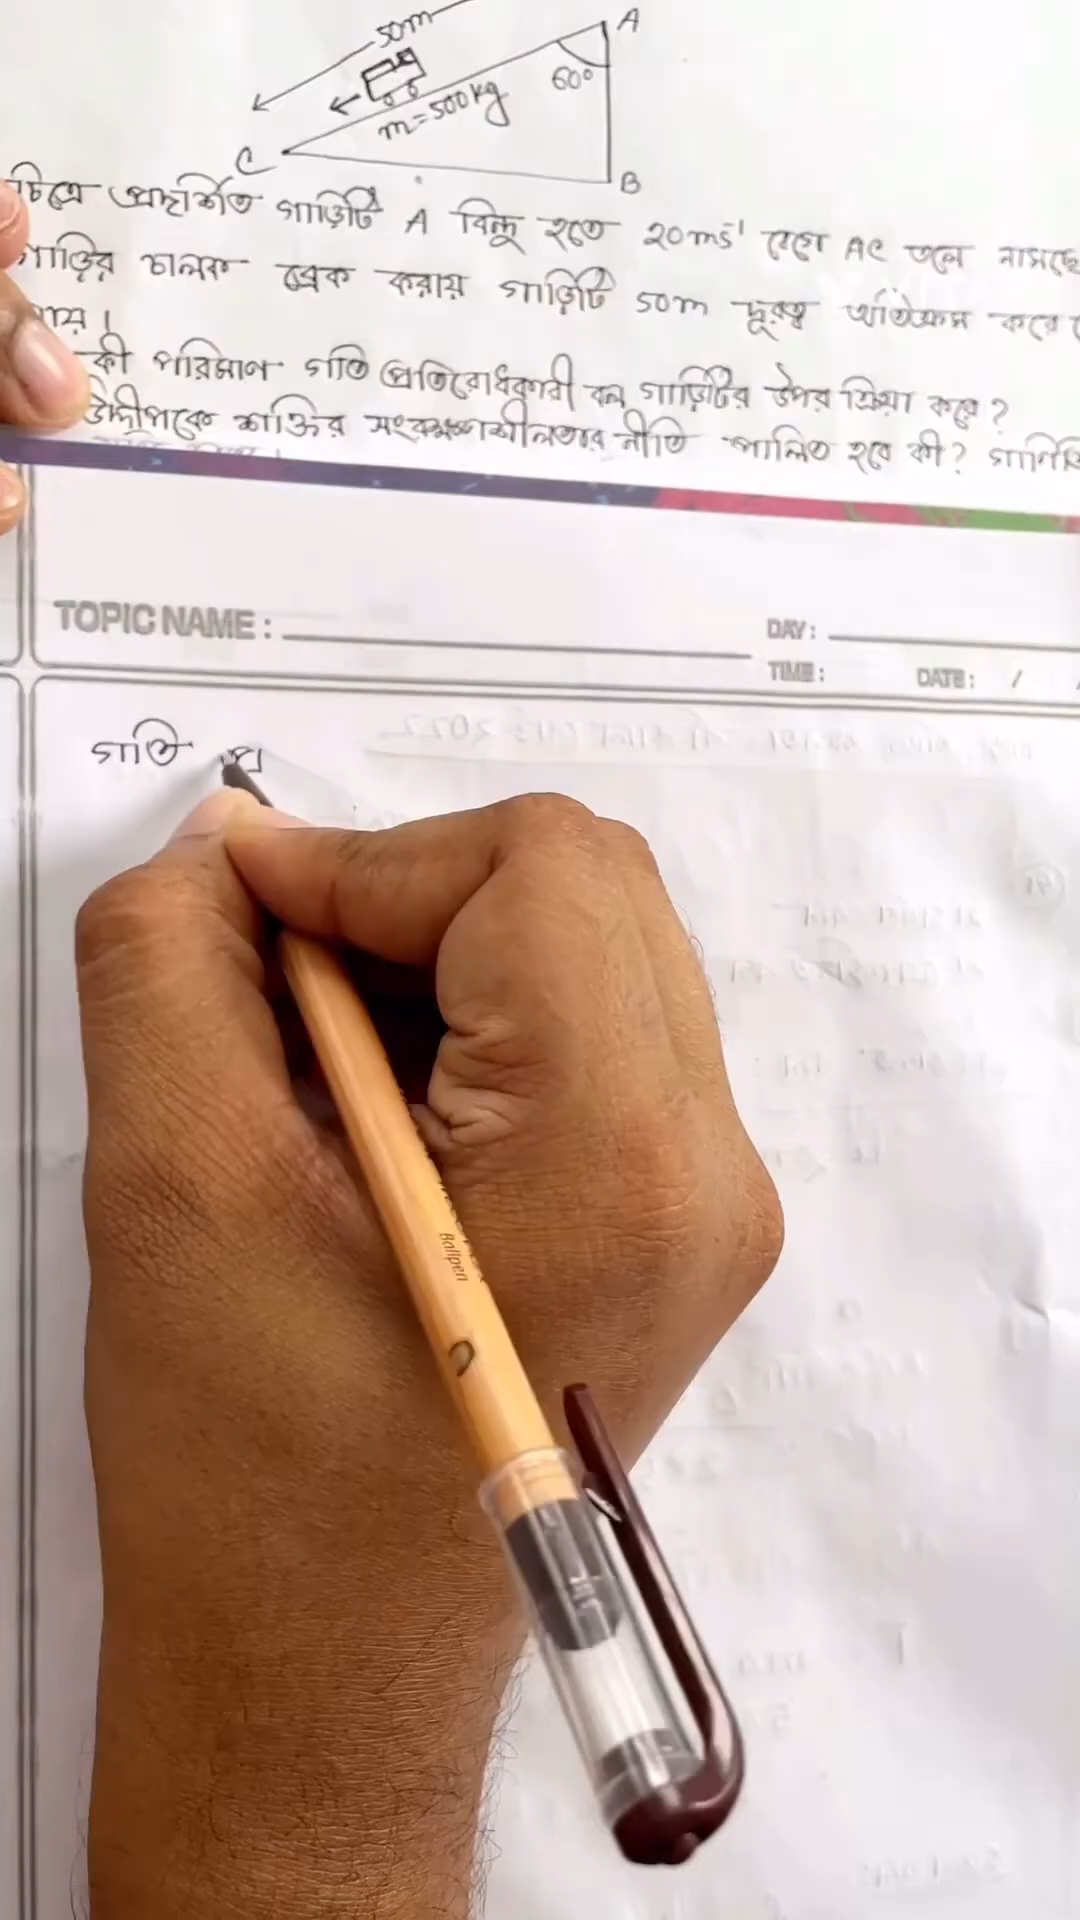 50m
A
60°
m=500kg
C
B
চিত্রে প্রদর্শিত গাড়িটি A বিন্দু হতে 20ms⁻¹ বেগে AC তলে নামছে
গাড়ির চালক ব্রেক করায় গাড়িটি 50m দূরত্ব অতিক্রম করে
যায়।
কী পরিমাণ গতি প্রতিরোধকারী বল গাড়িটির উপর ক্রিয়া করে?
উদ্দীপকে শক্তির সংরক্ষণশীলতার নীতি পালিত হবে কী?
TOPIC NAME :
DAY :
TIME :
DATE : /
গতি প্র
Ballpen